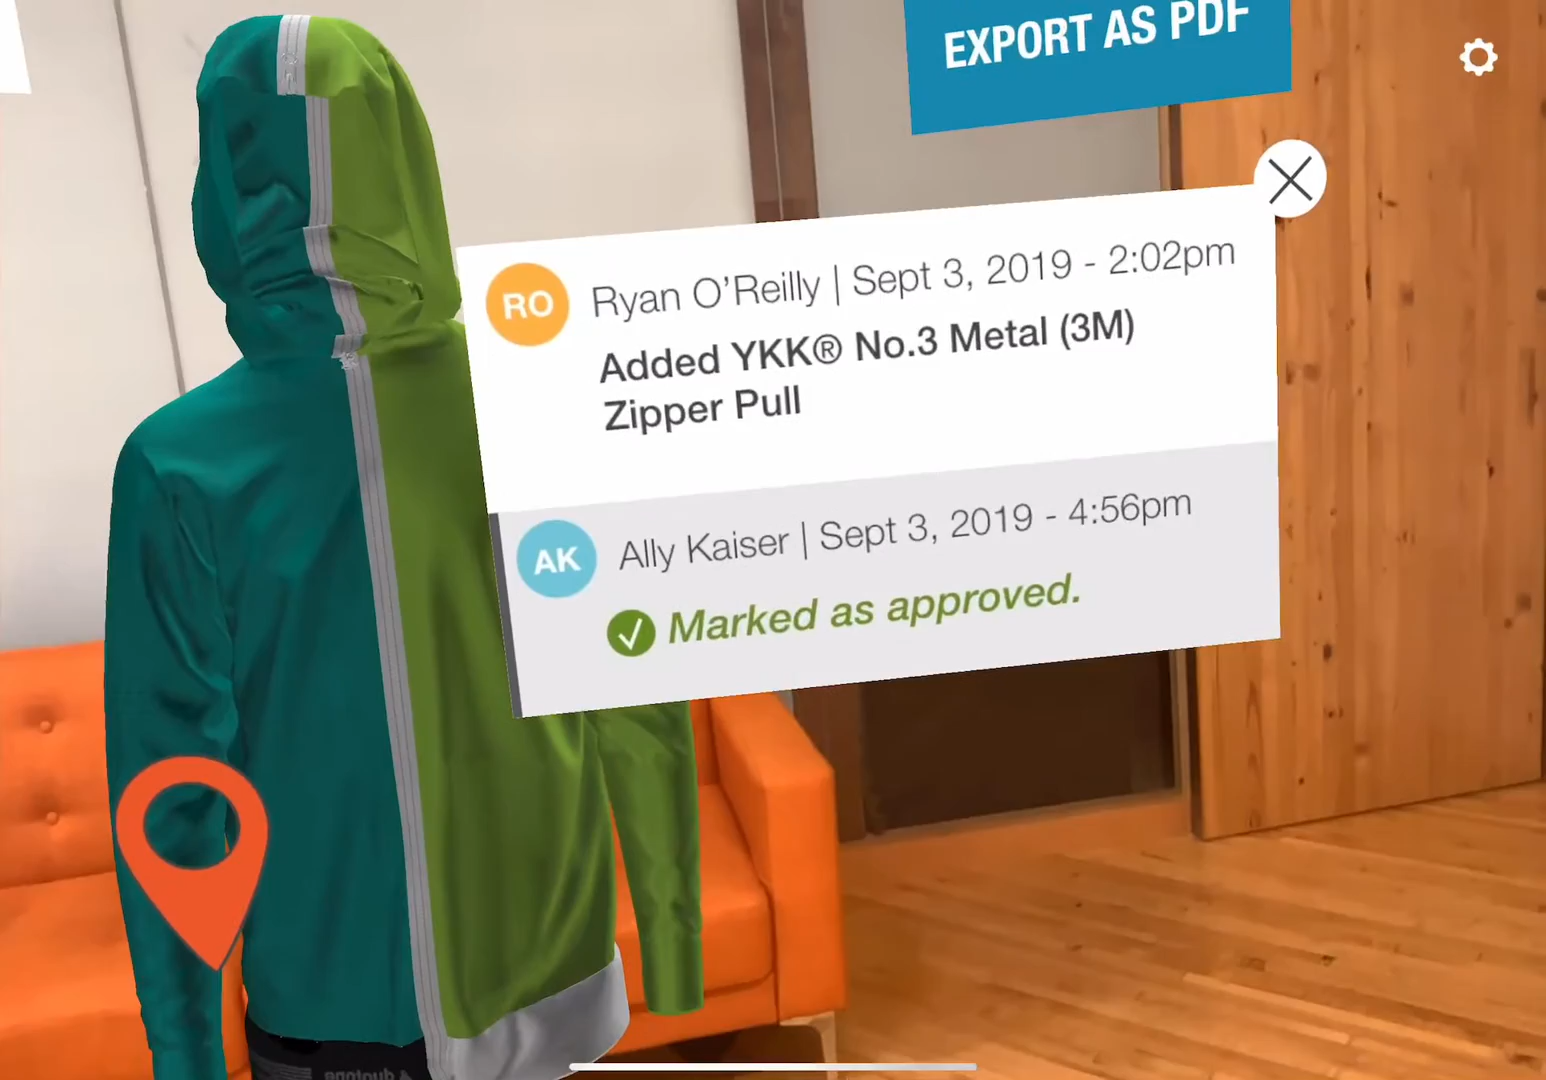 EXPORT AS PDF
RO
Ryan O'Reilly | Sept 3, 2019 - 2:02pm
Added YKK® No.3 Metal (3M)
Zipper Pull
AK
Ally Kaiser | Sept 3, 2019 - 4:56pm
Marked as approved.